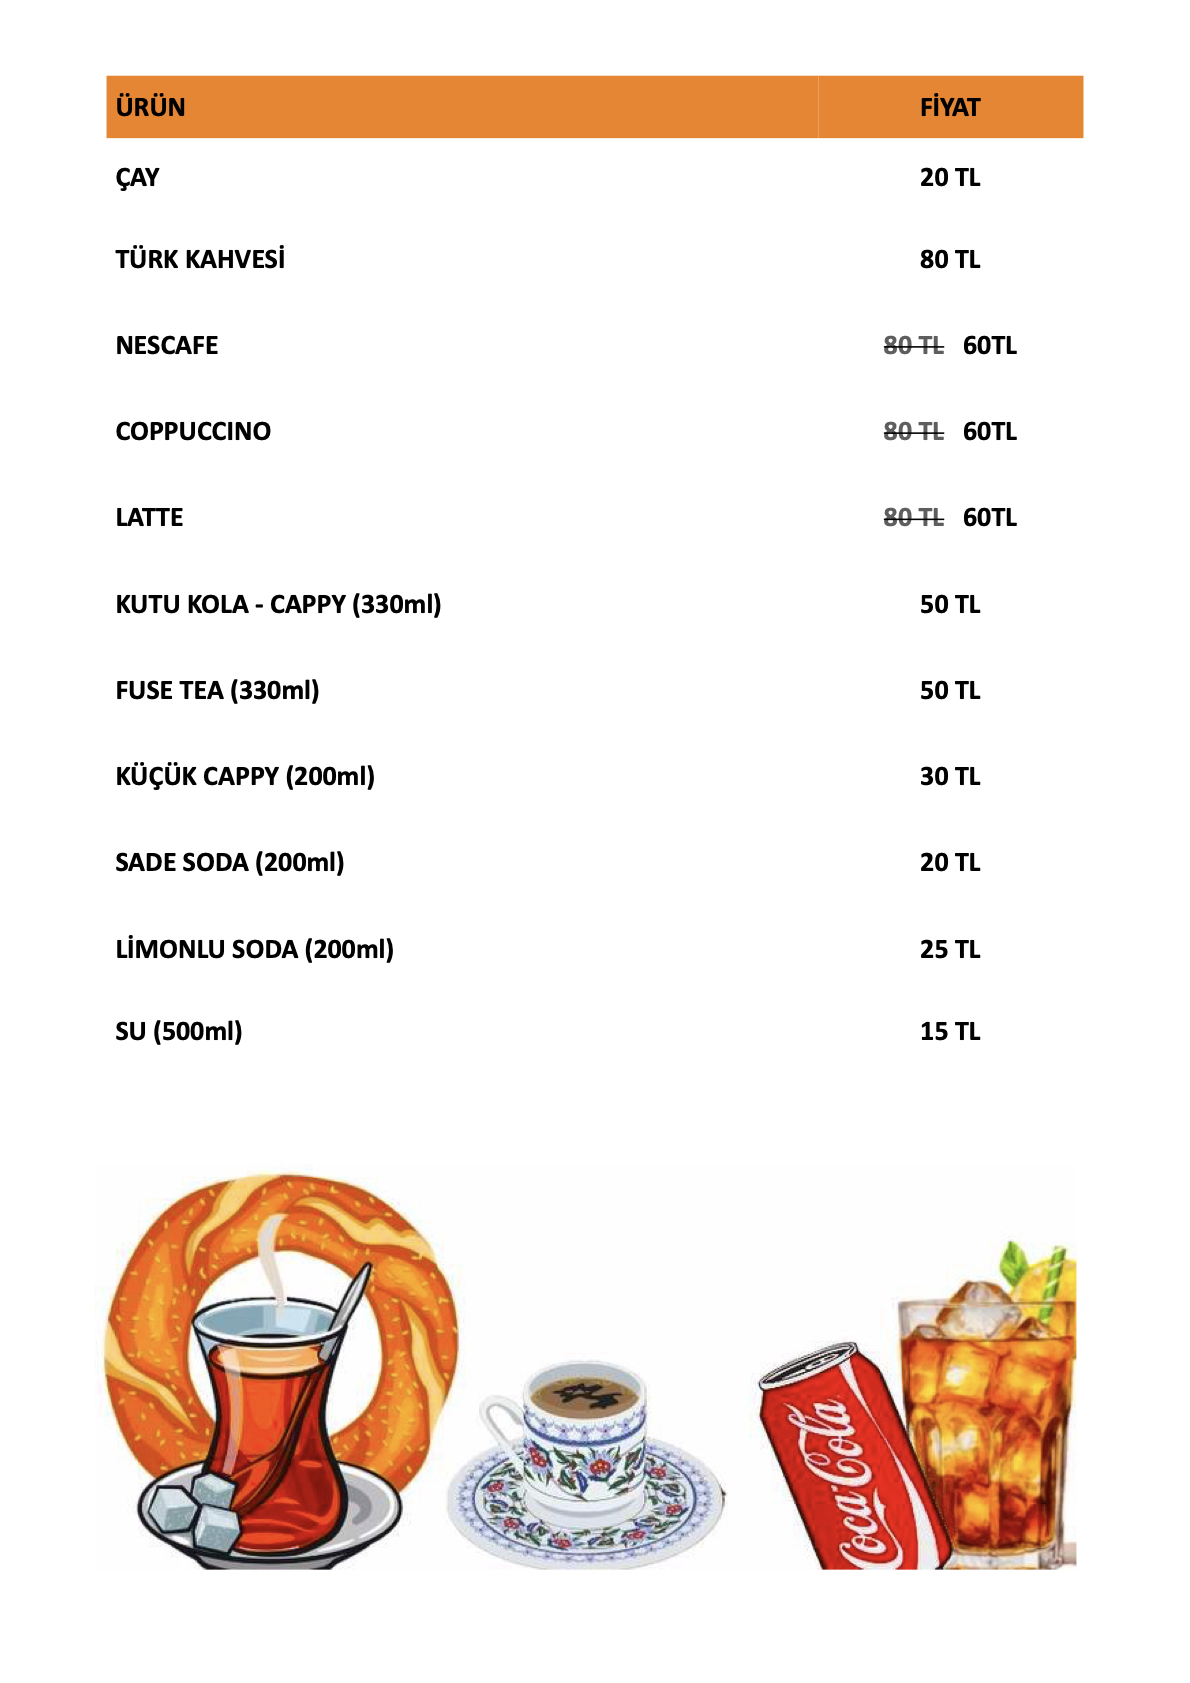 ÜRÜN FİYAT
ÇAY 20 TL
TÜRK KAHVESİ 80 TL
NESCAFE 80 TL 60TL
COPPUCCINO 80 TL 60TL
LATTE 80 TL 60TL
KUTU KOLA - CAPPY (330ml) 50 TL
FUSE TEA (330ml) 50 TL
KÜÇÜK CAPPY (200ml) 30 TL
SADE SODA (200ml) 20 TL
LİMONLU SODA (200ml) 25 TL
SU (500ml) 15 TL
Coca-Cola